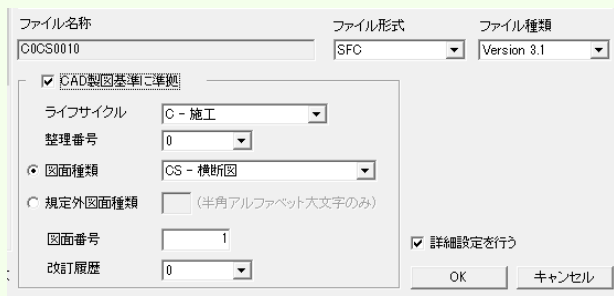 ファイル名称 ファイル形式 ファイル種類
C0CS0010 SFC Version 3.1
CAD製図基準に準拠
ライフサイクル C - 施工
整理番号 0
図面種類 CS - 横断図
規定外図面種類 (半角アルファベット大文字のみ)
図面番号 1
詳細設定を行う
改訂履歴 0
OK キャンセル